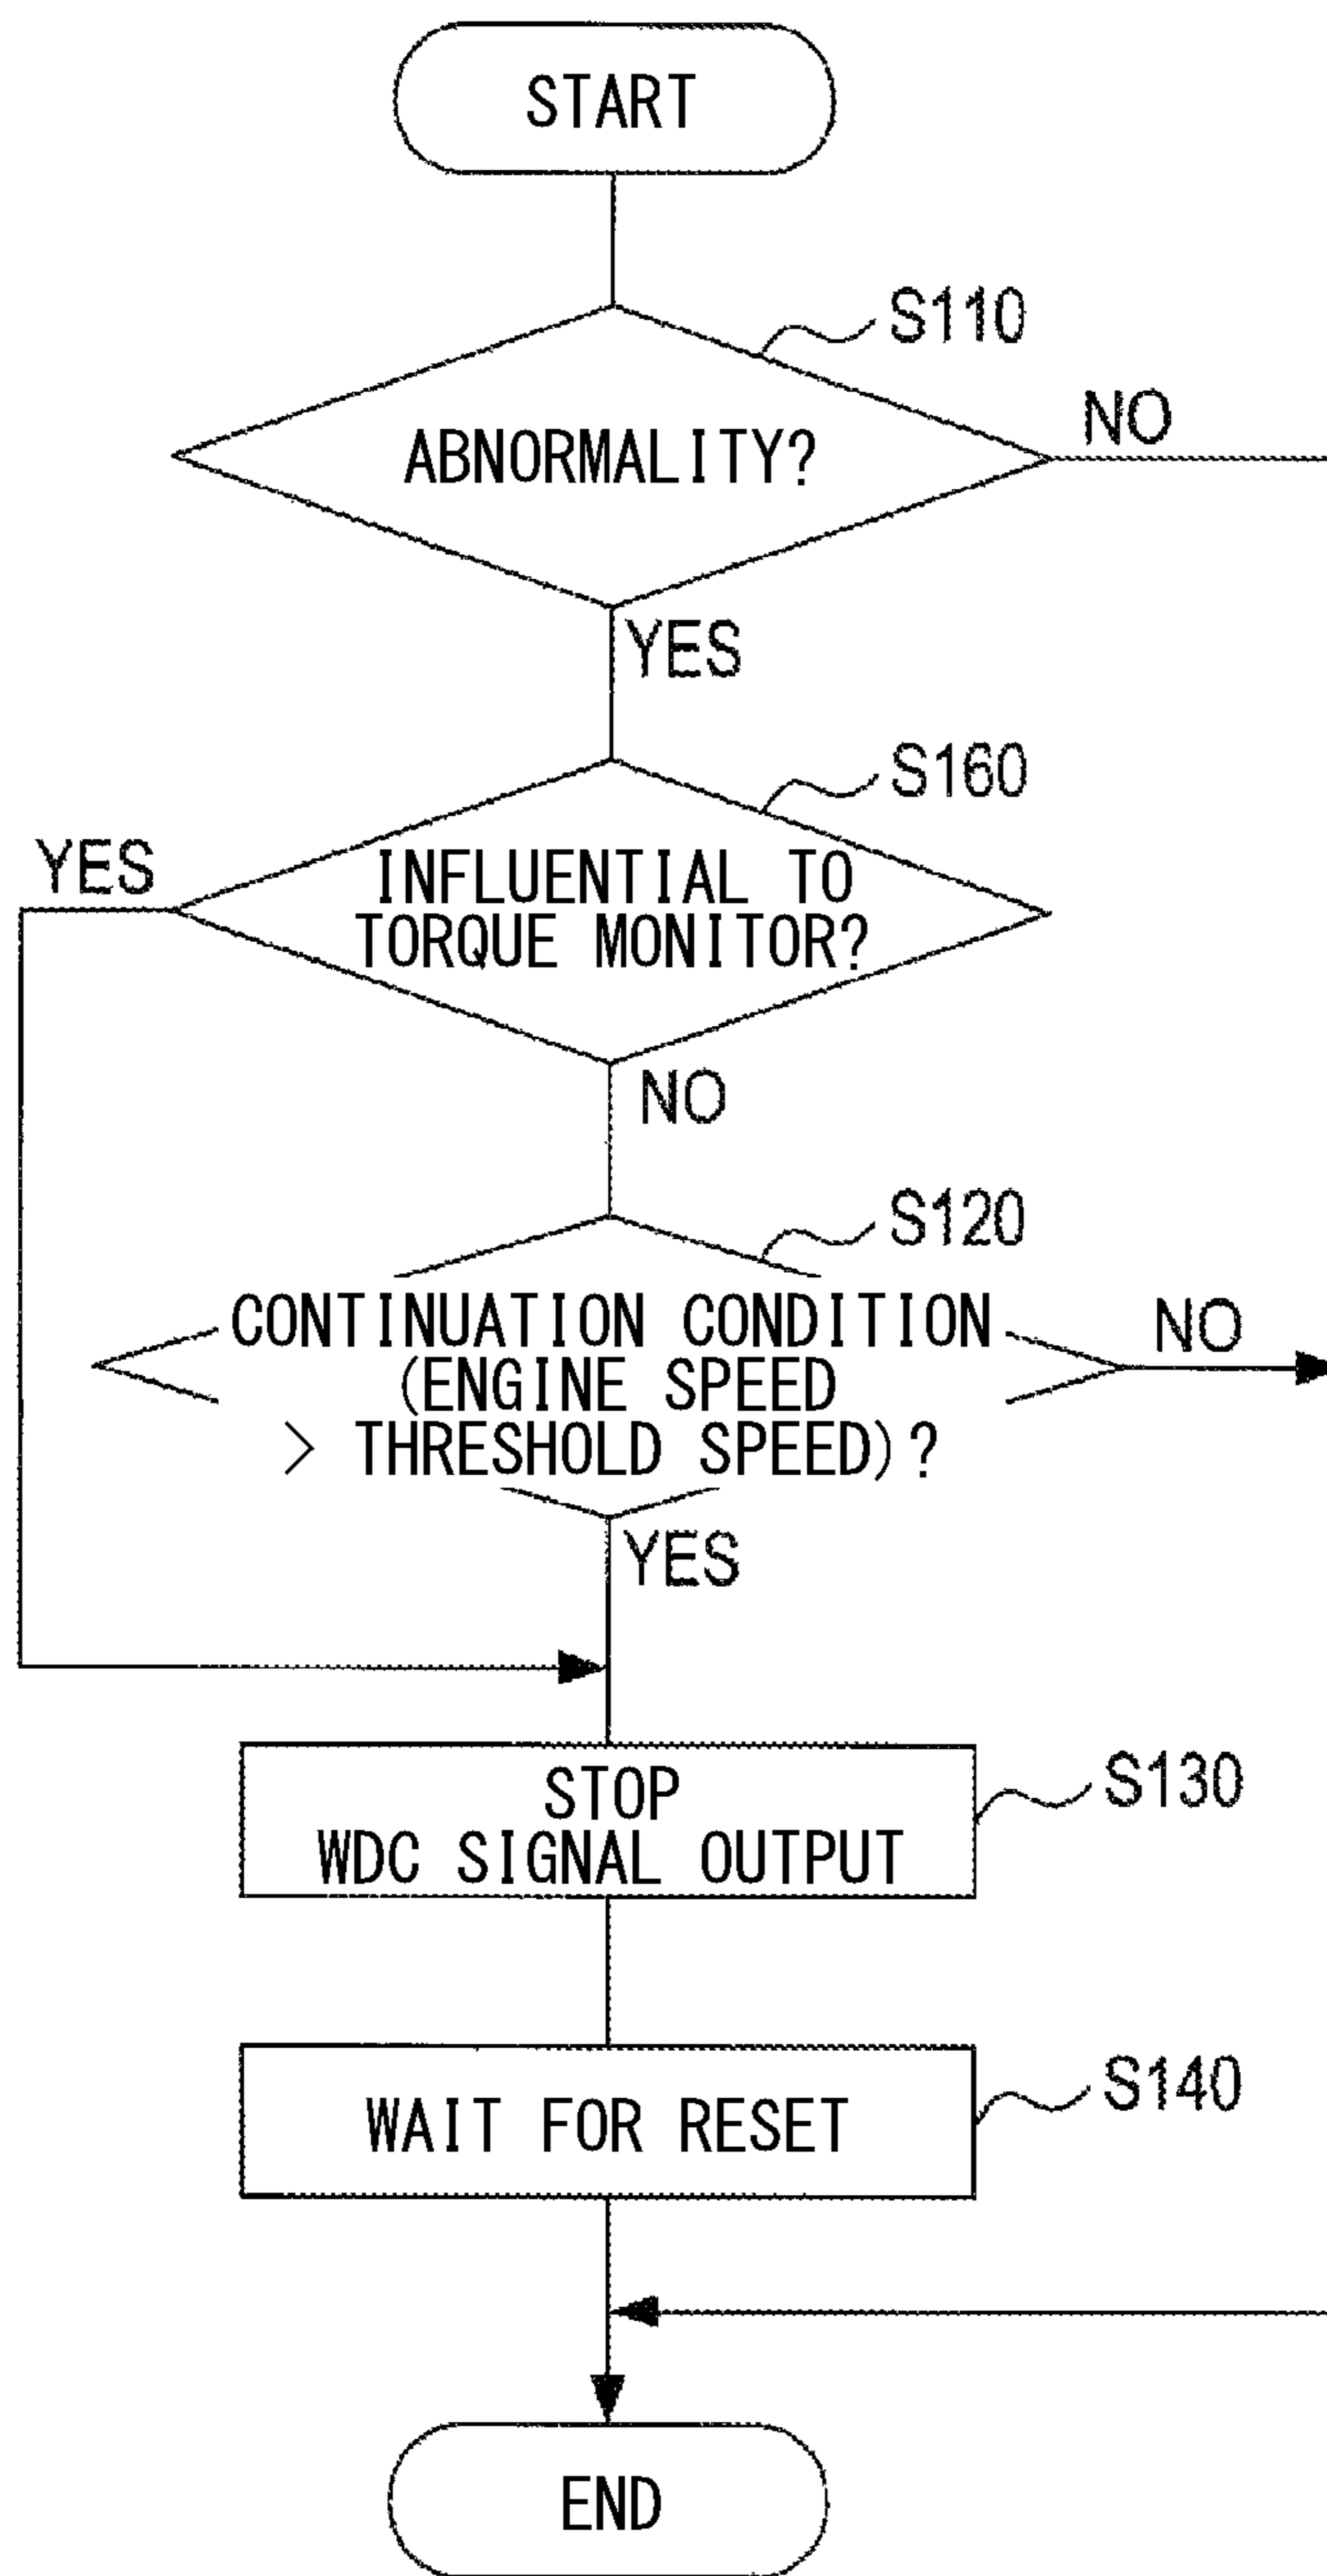 START
S110
ABNORMALITY?
NO
YES
S160
YES
INFLUENTIAL TO
TORQUE MONITOR?
NO
S120
CONTINUATION CONDITION
(ENGINE SPEED
> THRESHOLD SPEED)?
NO
YES
STOP
WDC SIGNAL OUTPUT
S130
WAIT FOR RESET
S140
END